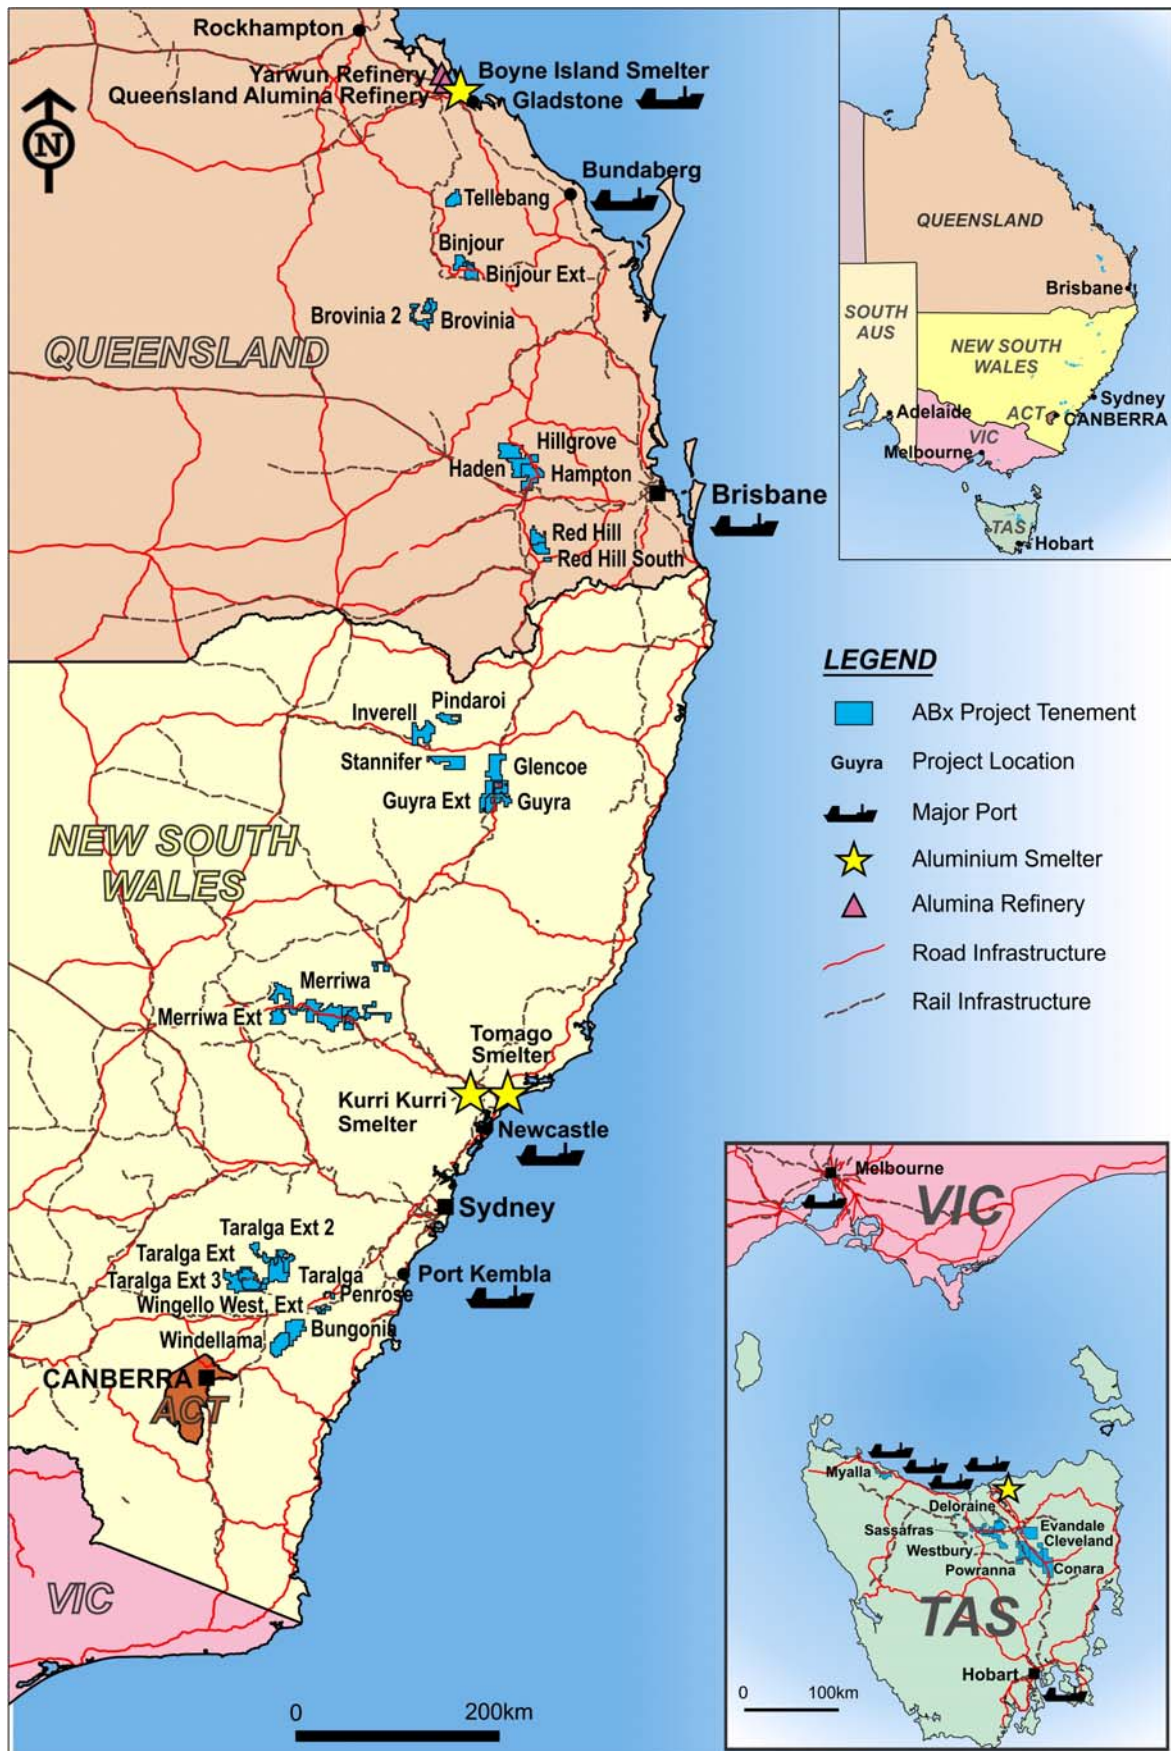 Rockhampton
Yarwun Refinery
Boyne Island Smelter
Queensland Alumina Refinery
Gladstone
N
Bundaberg
Tellebang
Binjour
Binjour Ext
Brovinia 2
Brovinia
QUEENSLAND
Hillgrove
Haden
Hampton
Brisbane
Red Hill
Red Hill South
Pindaroi
Inverell
Stannifer
Glencoe
Guyra Ext
Guyra
NEW SOUTH
WALES
Merriwa
Merriwa Ext
Tomago
Smelter
Kurri Kurri
Smelter
Newcastle
Sydney
Taralga Ext 2
Taralga Ext
Taralga Ext 3
Taralga
Port Kembla
Wingello West, Ext
Penrose
Bungonia
Windellama
CANBERRA
ACT
VIC
0
200km
QUEENSLAND
Brisbane
SOUTH
AUS
NEW SOUTH
WALES
Sydney
Adelaide
ACT
CANBERRA
VIC
Melbourne
TAS
Hobart
LEGEND
ABx Project Tenement
Guyra
Project Location
Major Port
Aluminium Smelter
Alumina Refinery
Road Infrastructure
Rail Infrastructure
Melbourne
VIC
Myalla
Deloraine
Sassafras
Evandale
Cleveland
Westbury
Powranna
Conara
TAS
Hobart
0
100km